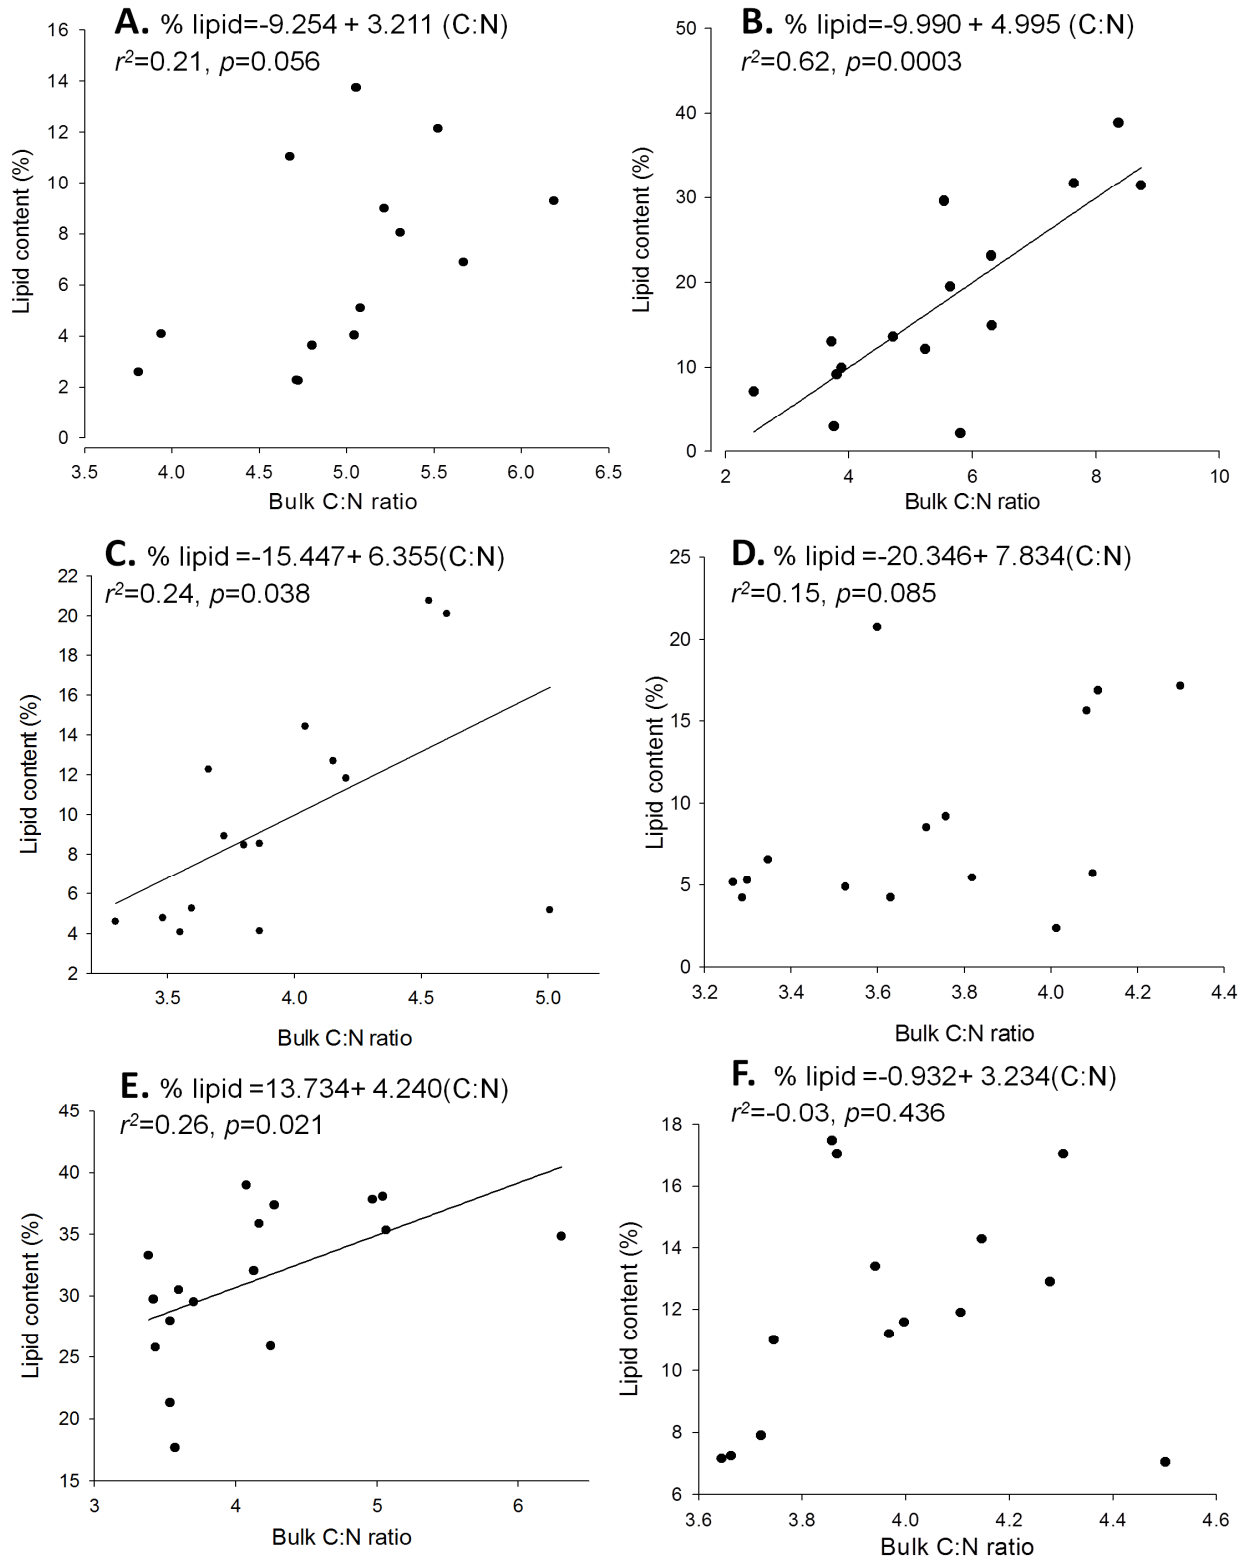 A. % lipid=-9.254 + 3.211 (C:N)
r²=0.21, p=0.056
16
14
12
10
8
6
4
2
0
Lipid content (%)
3.5 4.0 4.5 5.0 5.5 6.0 6.5
Bulk C:N ratio
B. % lipid=-9.990 + 4.995 (C:N)
r²=0.62, p=0.0003
50
40
30
20
10
0
Lipid content (%)
2 4 6 8 10
Bulk C:N ratio
C. % lipid =-15.447+ 6.355(C:N)
r²=0.24, p=0.038
22
20
18
16
14
12
10
8
6
4
2
Lipid content (%)
3.5 4.0 4.5 5.0
Bulk C:N ratio
D. % lipid =-20.346+ 7.834(C:N)
r²=0.15, p=0.085
25
20
15
10
5
0
Lipid content (%)
3.2 3.4 3.6 3.8 4.0 4.2 4.4
Bulk C:N ratio
E. % lipid =13.734+ 4.240(C:N)
r²=0.26, p=0.021
45
40
35
30
25
20
15
Lipid content (%)
3 4 5 6
Bulk C:N ratio
F. % lipid =-0.932+ 3.234(C:N)
r²=-0.03, p=0.436
18
16
14
12
10
8
6
Lipid content (%)
3.6 3.8 4.0 4.2 4.4 4.6
Bulk C:N ratio